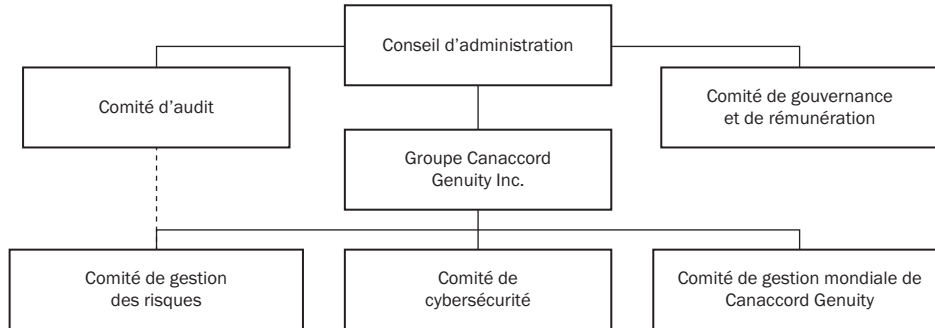 Conseil d’administration
Comité d’audit
Comité de gouvernance
et de rémunération
Groupe Canaccord
Genuity Inc.
Comité de gestion
des risques
Comité de
cybersécurité
Comité de gestion mondiale de
Canaccord Genuity